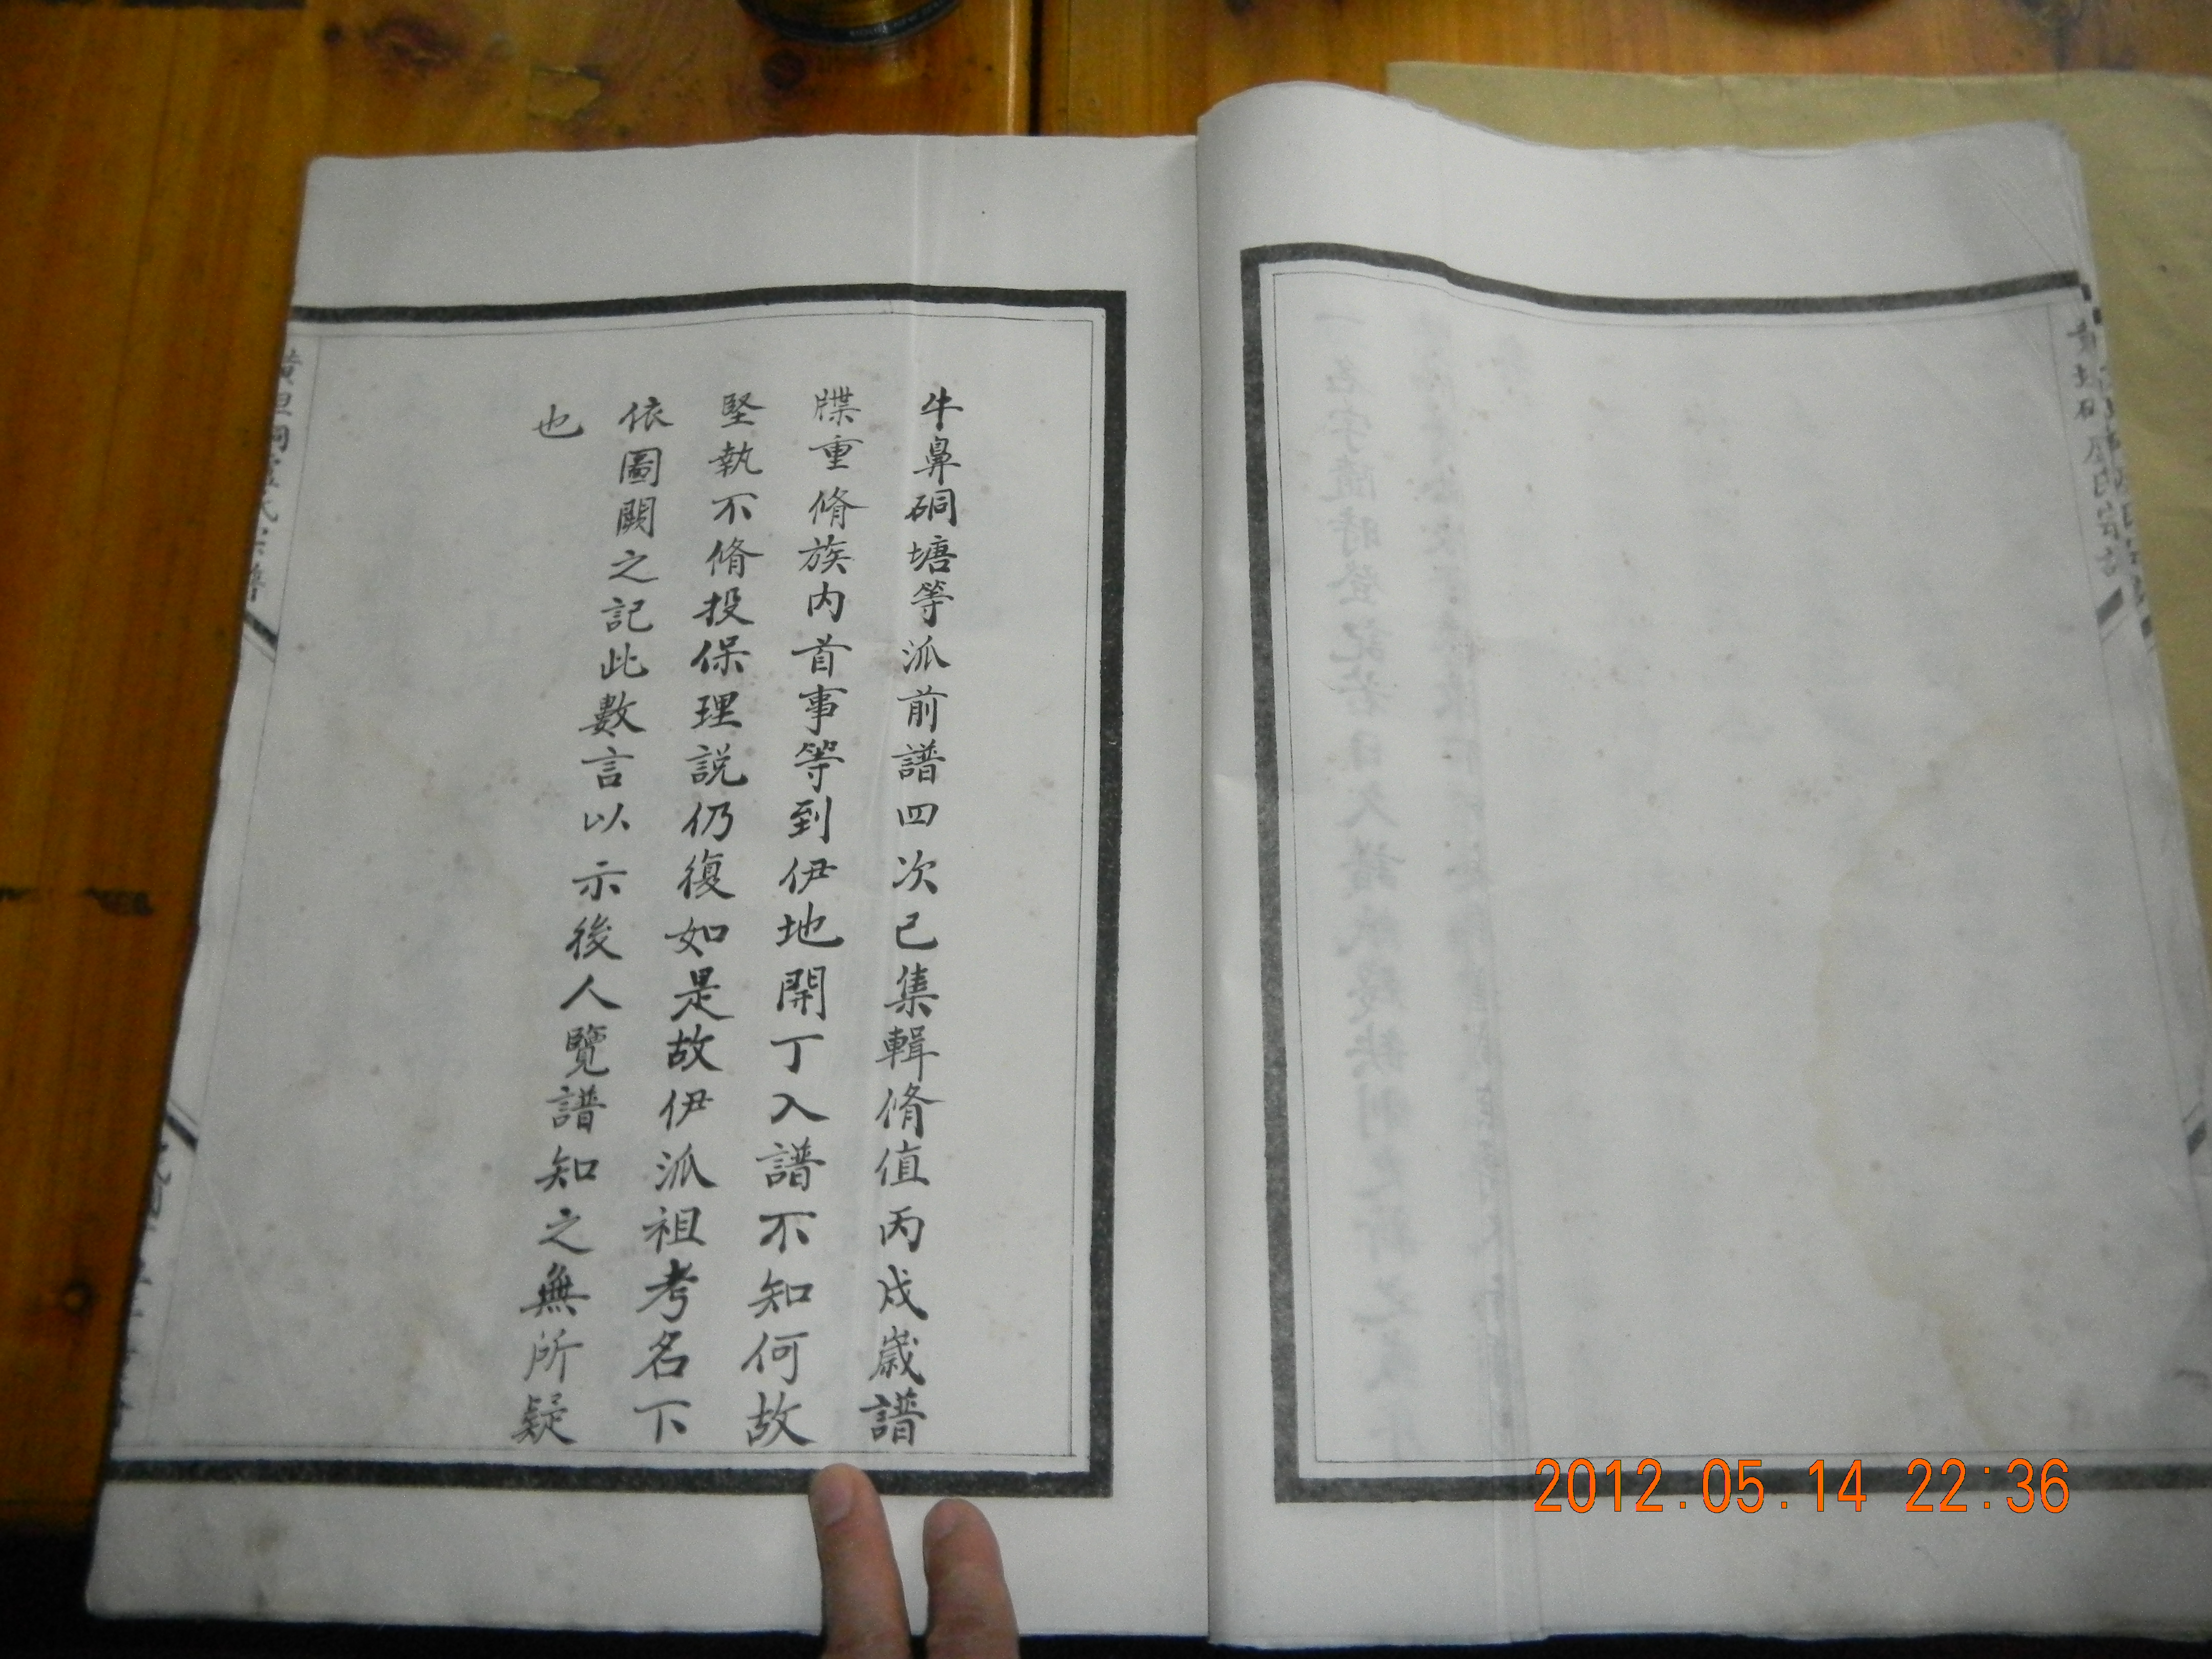 牛鼻硐塘等派前譜四次已集輯脩值丙戌歲譜
牒重脩族内首事等到伊地開丁入譜不知何故
堅執不脩投保理説仍復如是故伊派祖考名下
依圖闕之記此數言以示後人覽譜知之無所疑
也
2012.05.14 22:36